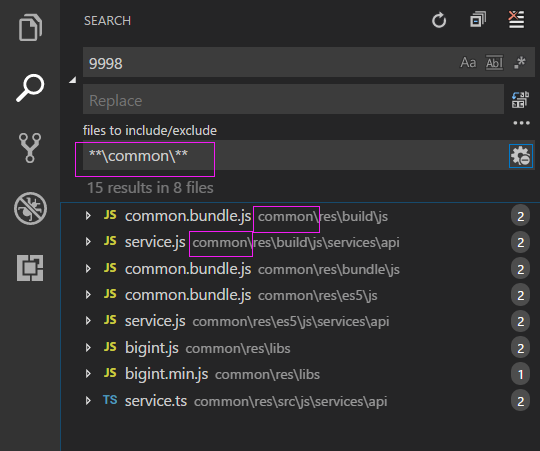 SEARCH
9998
Aa Abl .*
Replace
files to include/exclude
**\common\**
15 results in 8 files
JS common.bundle.js common\res\build\js 2
JS service.js common\res\build\js\services\api 2
JS common.bundle.js common\res\bundle\js 2
JS common.bundle.js common\res\es5\js 2
JS service.js common\res\es5\js\services\api 2
JS bigint.js common\res\libs 2
JS bigint.min.js common\res\libs 1
TS service.ts common\res\src\js\services\api 2